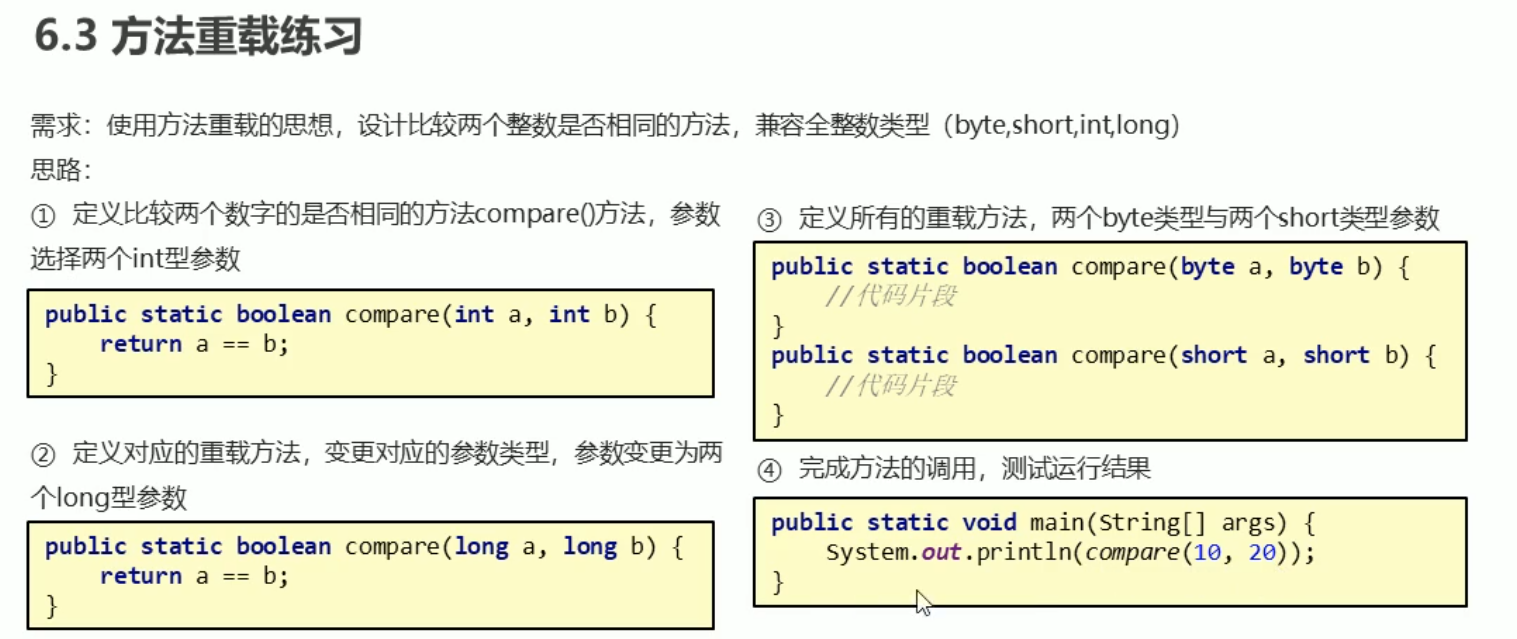 6.3 方法重载练习
需求：使用方法重载的思想，设计比较两个整数是否相同的方法，兼容全整数类型（byte,short,int,long）
思路：
① 定义比较两个数字的是否相同的方法compare()方法，参数
选择两个int型参数
public static boolean compare(int a, int b) {
    return a == b;
}
② 定义对应的重载方法，变更对应的参数类型，参数变更为两
个long型参数
public static boolean compare(long a, long b) {
    return a == b;
}
③ 定义所有的重载方法，两个byte类型与两个short类型参数
public static boolean compare(byte a, byte b) {
    //代码片段
}
public static boolean compare(short a, short b) {
    //代码片段
}
④ 完成方法的调用，测试运行结果
public static void main(String[] args) {
    System.out.println(compare(10, 20));
}